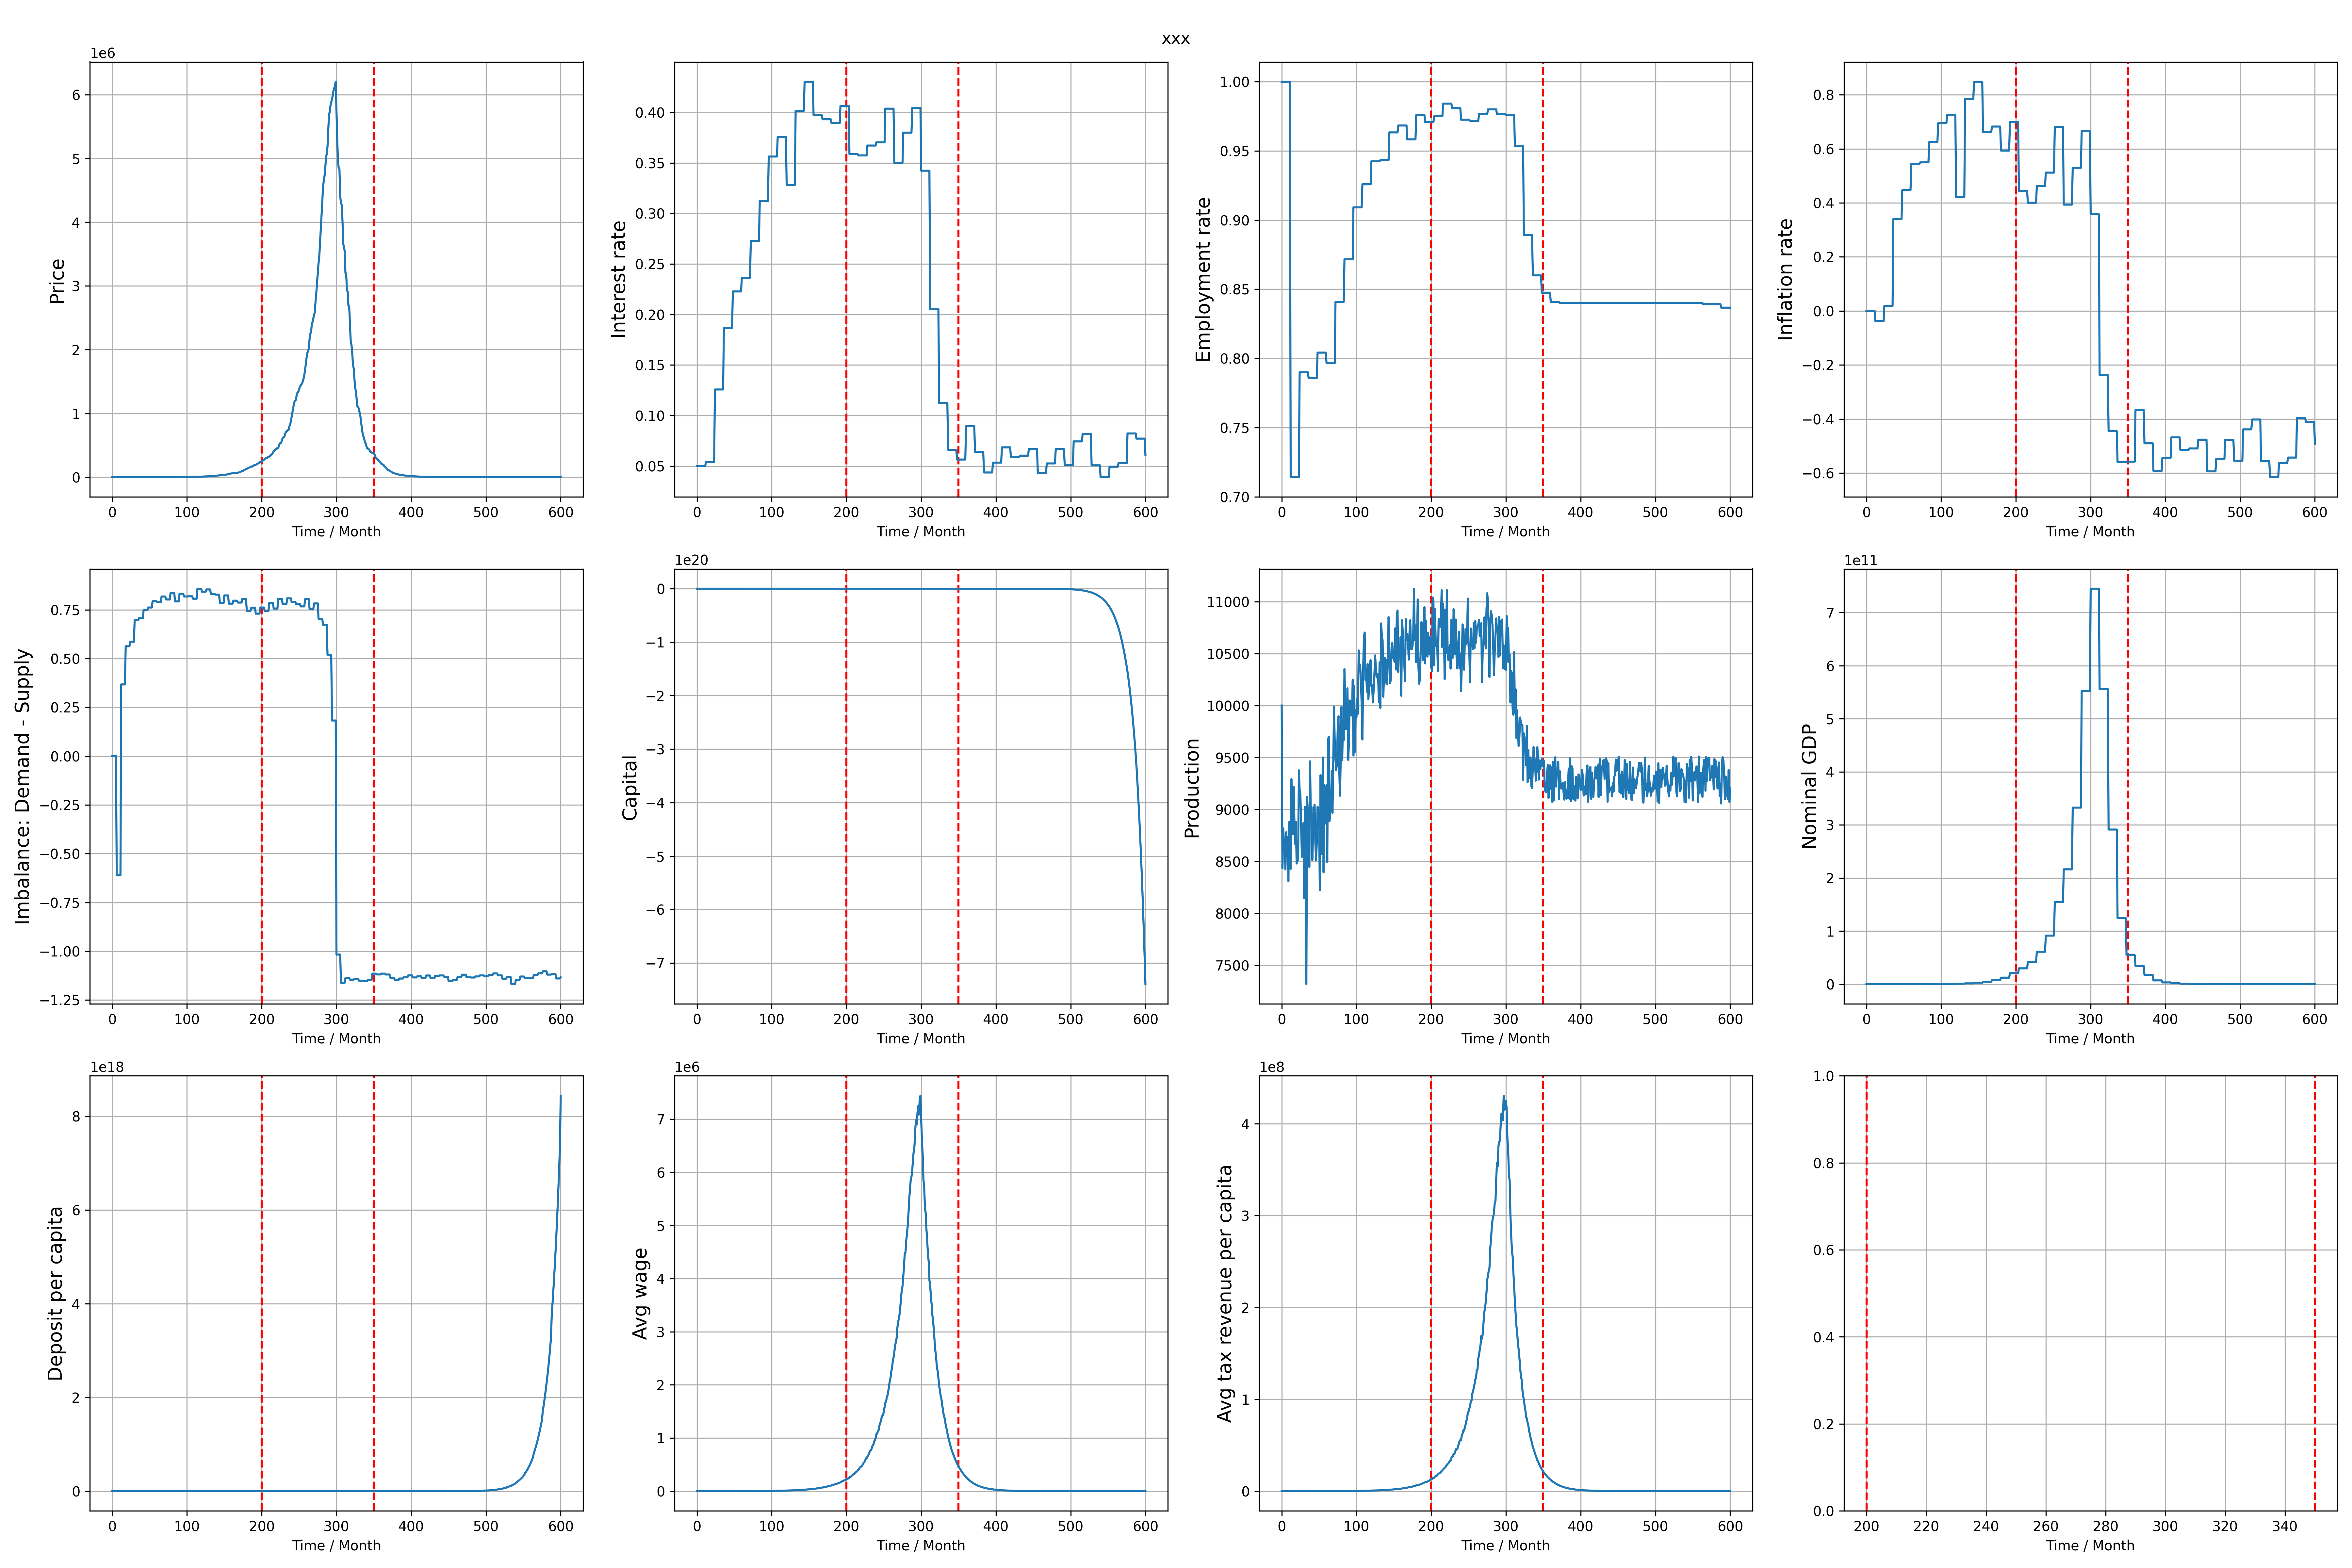 xxx
1e6
Price
6
5
4
3
2
1
0
0 100 200 300 400 500 600
Time / Month
Interest rate
0.40
0.35
0.30
0.25
0.20
0.15
0.10
0.05
0 100 200 300 400 500 600
Time / Month
Employment rate
1.00
0.95
0.90
0.85
0.80
0.75
0.70
0 100 200 300 400 500 600
Time / Month
Inflation rate
0.8
0.6
0.4
0.2
0.0
−0.2
−0.4
−0.6
0 100 200 300 400 500 600
Time / Month
Imbalance: Demand - Supply
0.75
0.50
0.25
0.00
−0.25
−0.50
−0.75
−1.00
−1.25
0 100 200 300 400 500 600
Time / Month
1e20
Capital
0
−1
−2
−3
−4
−5
−6
−7
0 100 200 300 400 500 600
Time / Month
Production
11000
10500
10000
9500
9000
8500
8000
7500
0 100 200 300 400 500 600
Time / Month
1e11
Nominal GDP
7
6
5
4
3
2
1
0
0 100 200 300 400 500 600
Time / Month
1e18
Deposit per capita
8
6
4
2
0
0 100 200 300 400 500 600
Time / Month
1e6
Avg wage
7
6
5
4
3
2
1
0
0 100 200 300 400 500 600
Time / Month
1e8
Avg tax revenue per capita
4
3
2
1
0
0 100 200 300 400 500 600
Time / Month
1.0
0.8
0.6
0.4
0.2
0.0
200 220 240 260 280 300 320 340
Time / Month